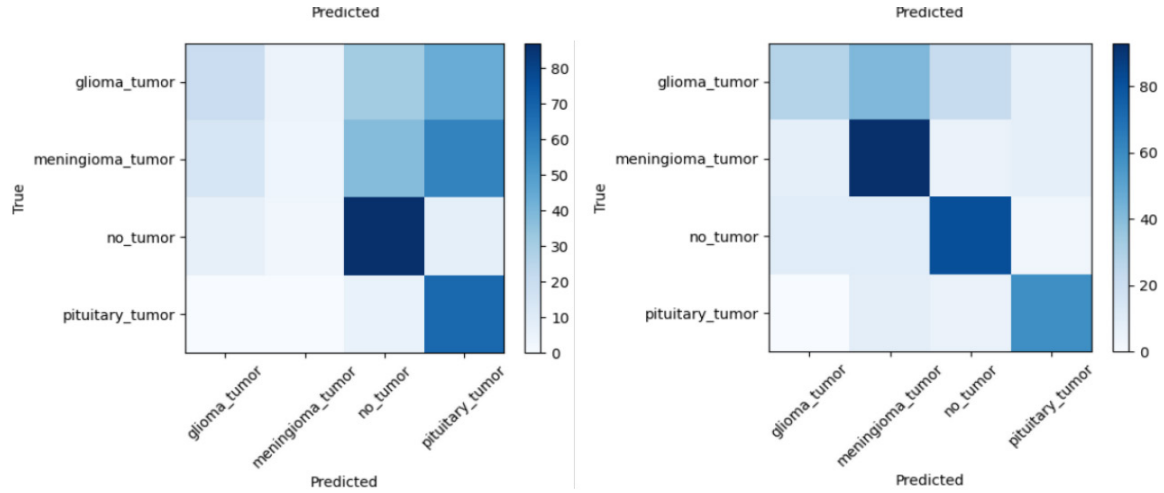 Predicted
glioma_tumor
meningioma_tumor
no_tumor
pituitary_tumor
True
80
70
60
50
40
30
20
10
0
glioma_tumor
meningioma_tumor
no_tumor
pituitary_tumor
Predicted
Predicted
glioma_tumor
meningioma_tumor
no_tumor
pituitary_tumor
True
80
60
40
20
0
glioma_tumor
meningioma_tumor
no_tumor
pituitary_tumor
Predicted